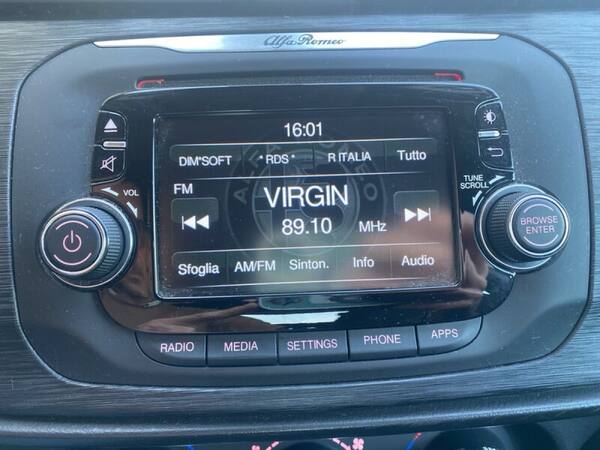 Alfa Romeo
16:01
DIM*SOFT *RDS* R ITALIA Tutto
FM
VIRGIN
89.10 MHz
Sfoglia AM/FM Sinton. Info Audio
VOL
TUNE
SCROLL
BROWSE
ENTER
RADIO MEDIA SETTINGS PHONE APPS